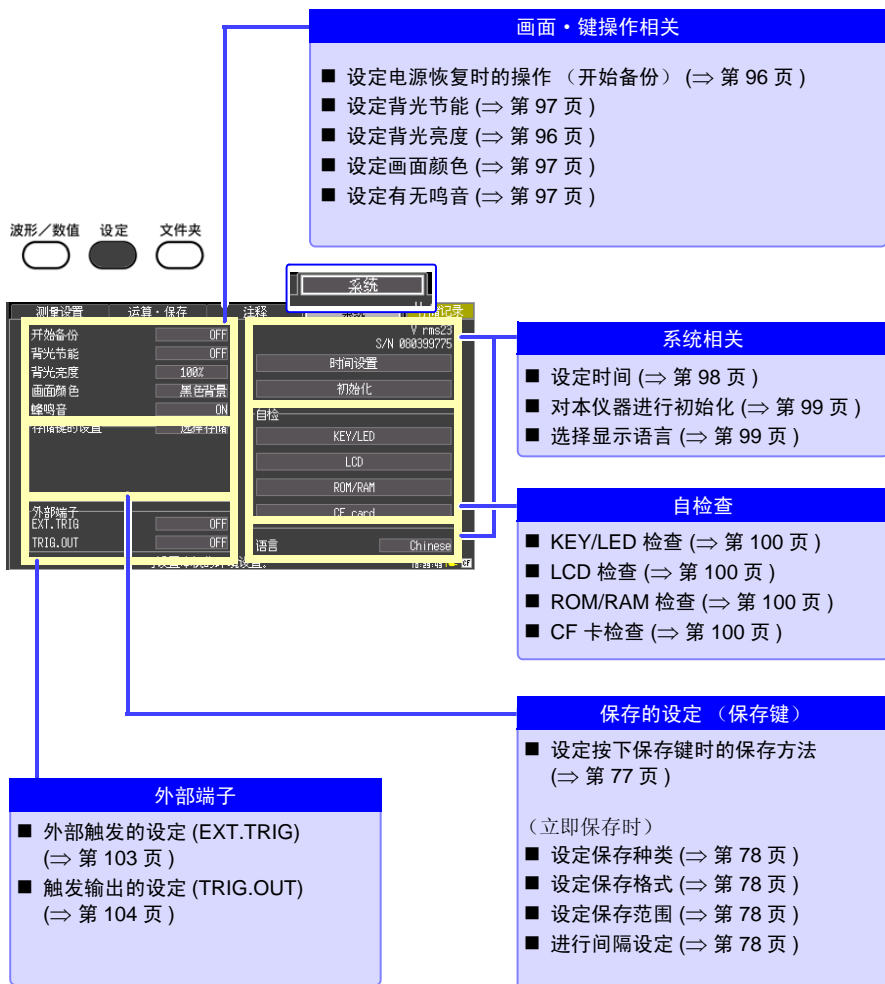 画面・键操作相关
■ 设定电源恢复时的操作 （开始备份） (⇒ 第 96 页 )
■ 设定背光节能 (⇒ 第 97 页 )
■ 设定背光亮度 (⇒ 第 96 页 )
■ 设定画面颜色 (⇒ 第 97 页 )
■ 设定有无鸣音 (⇒ 第 97 页 )
波形／数值 设定 文件夹
系统
测量设置 运算・保存 注释 系统
开始备份 OFF
背光节能 OFF
背光亮度 100%
画面颜色 黑色背景
蜂鸣音 ON
存储键的设置 选择存储
外部端子
EXT.TRIG OFF
TRIG.OUT OFF
V rms23
S/N 080399775
时间设置
初始化
自检
KEY/LED
LCD
ROM/RAM
CF card
语言 Chinese
系统相关
■ 设定时间 (⇒ 第 98 页 )
■ 对本仪器进行初始化 (⇒ 第 99 页 )
■ 选择显示语言 (⇒ 第 99 页 )
自检查
■ KEY/LED 检查 (⇒ 第 100 页 )
■ LCD 检查 (⇒ 第 100 页 )
■ ROM/RAM 检查 (⇒ 第 100 页 )
■ CF 卡检查 (⇒ 第 100 页 )
保存的设定 （保存键）
■ 设定按下保存键时的保存方法
(⇒ 第 77 页 )
（立即保存时）
■ 设定保存种类 (⇒ 第 78 页 )
■ 设定保存格式 (⇒ 第 78 页 )
■ 设定保存范围 (⇒ 第 78 页 )
■ 进行间隔设定 (⇒ 第 78 页 )
外部端子
■ 外部触发的设定 (EXT.TRIG)
(⇒ 第 103 页 )
■ 触发输出的设定 (TRIG.OUT)
(⇒ 第 104 页 )